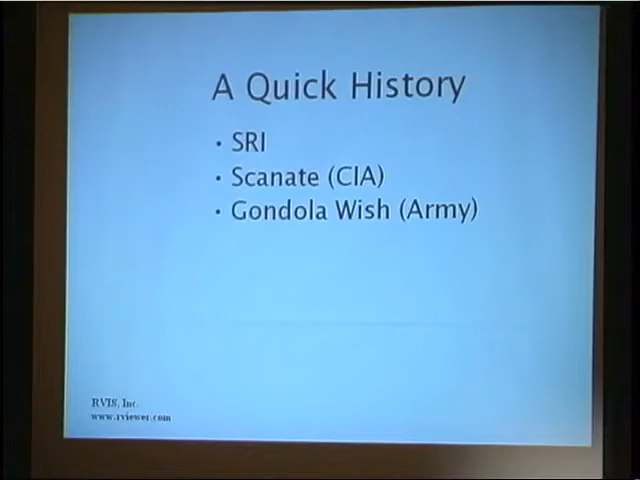 A Quick History
• SRI
• Scanate (CIA)
• Gondola Wish (Army)
RVIS, Inc.
www.rviewer.com